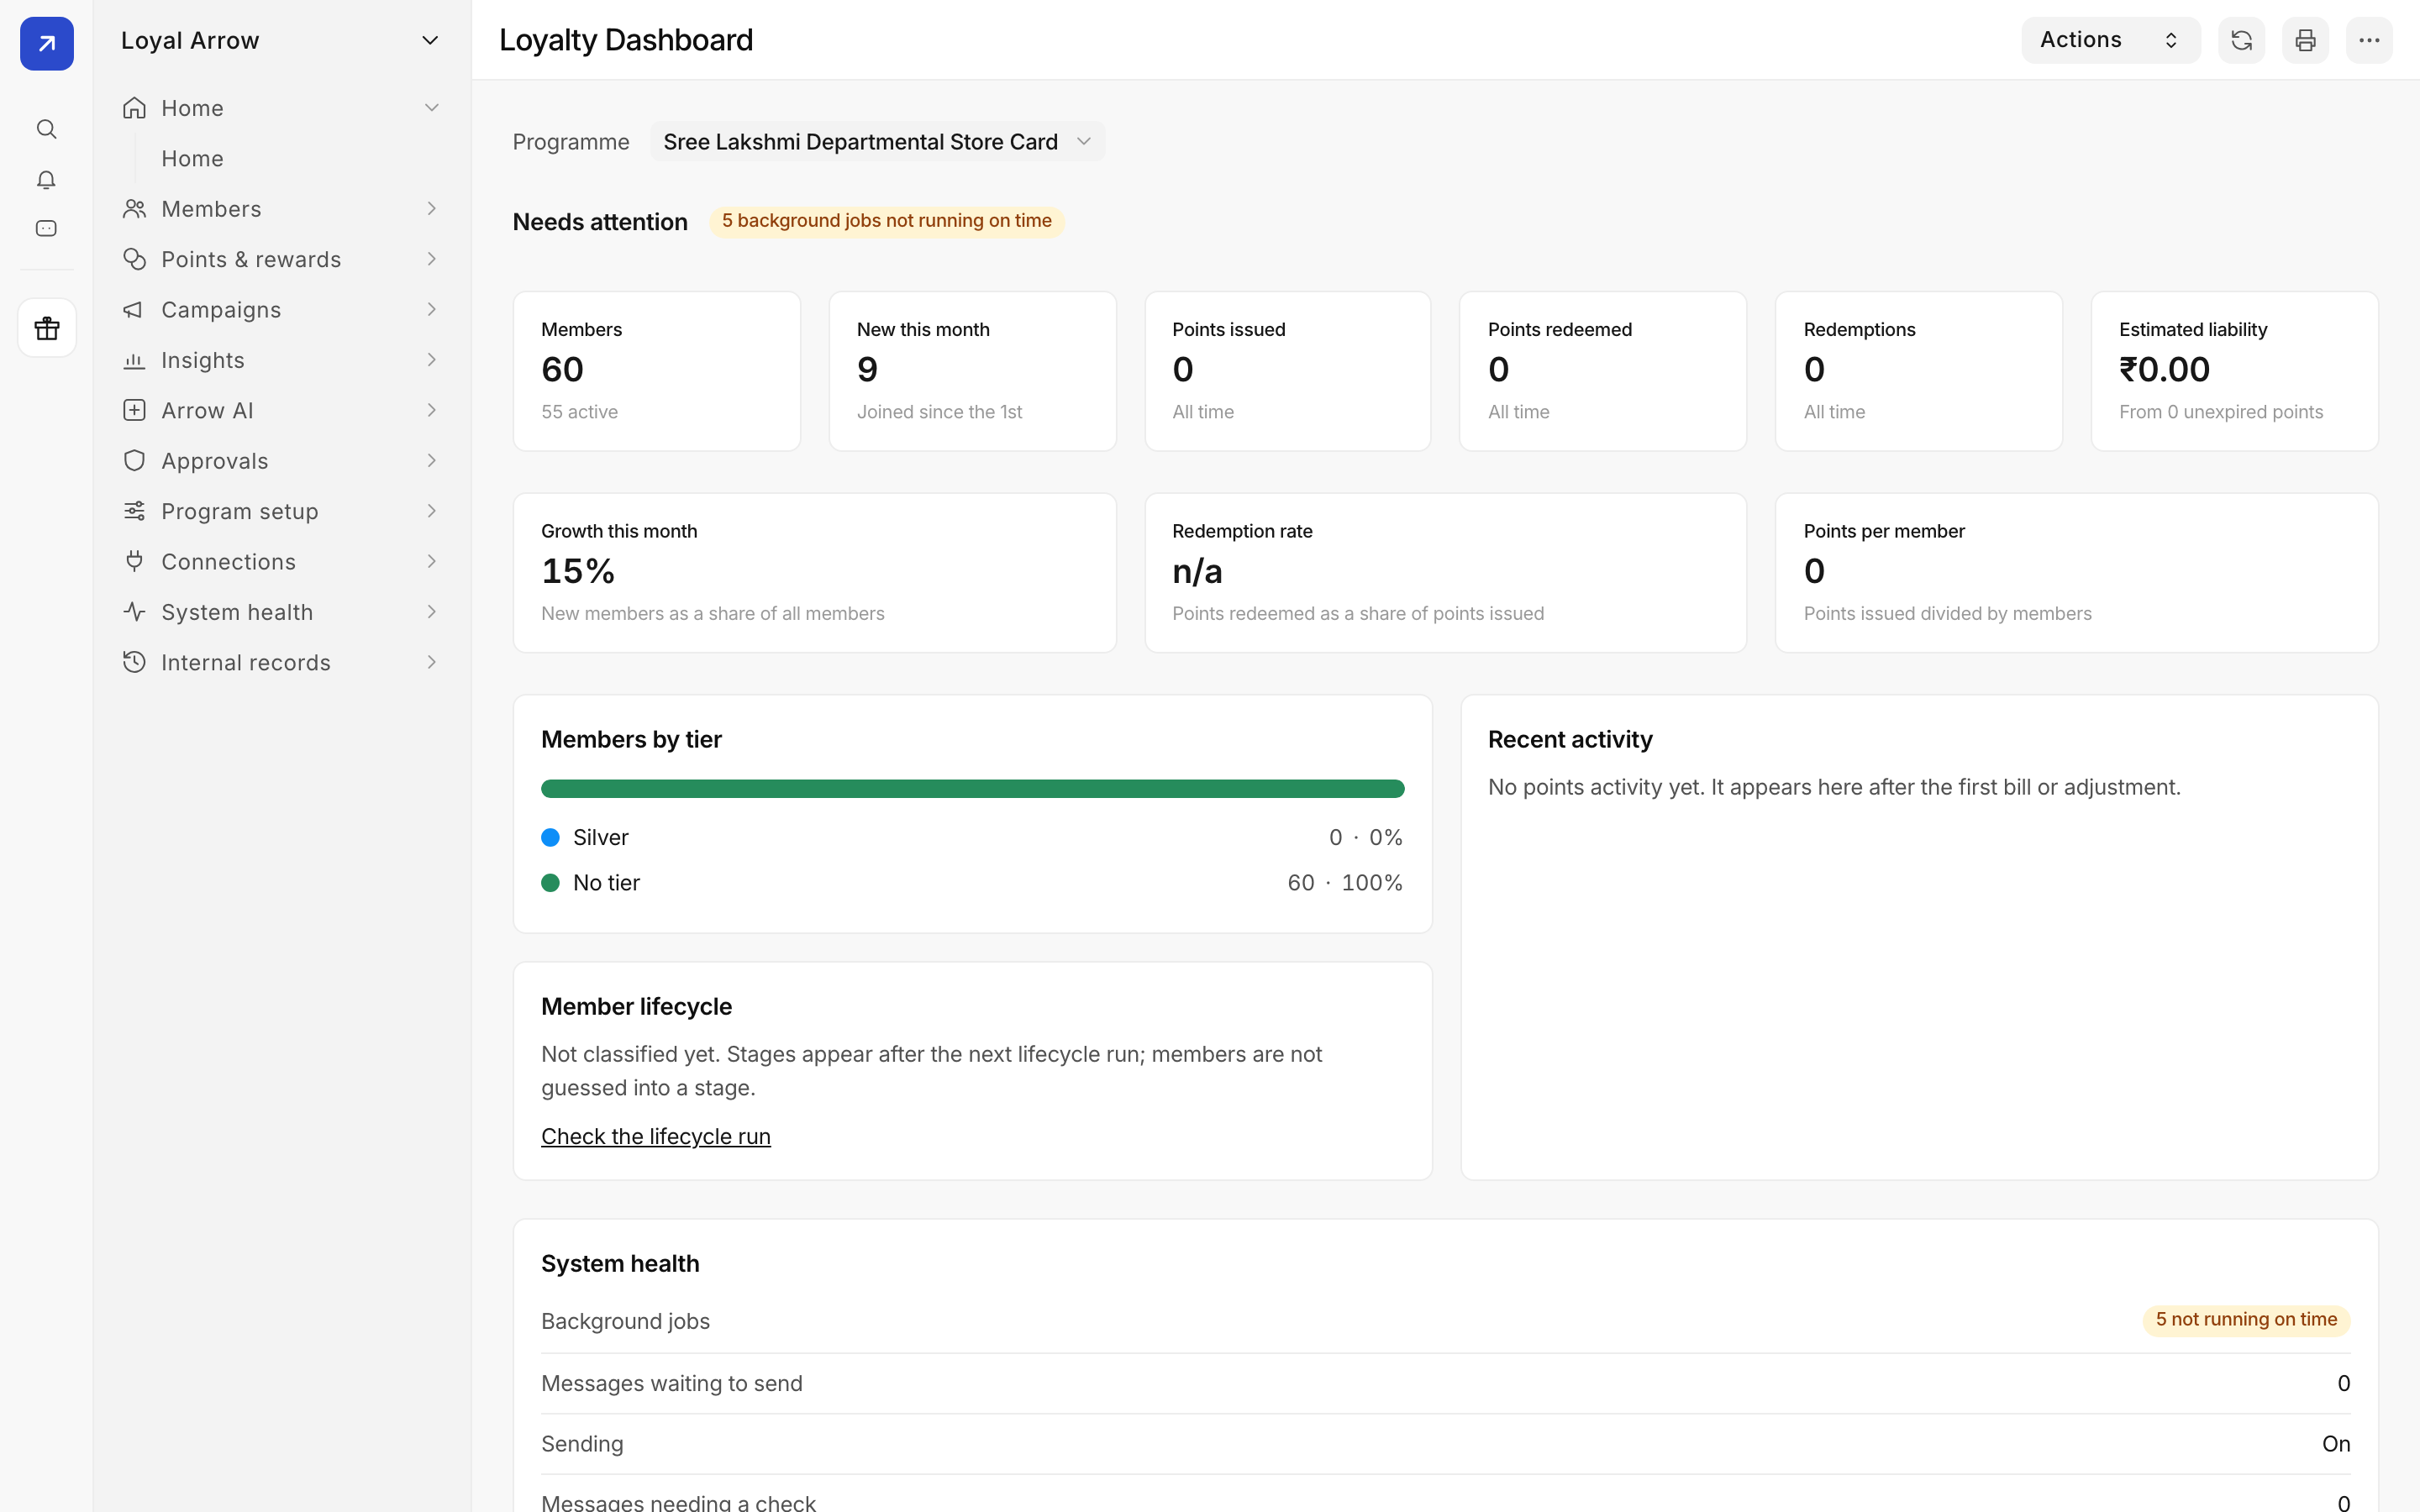 Loyal Arrow
Home
Home
Members
Points & rewards
Campaigns
Insights
Arrow AI
Approvals
Program setup
Connections
System health
Internal records
Loyalty Dashboard
Actions
Programme Sree Lakshmi Departmental Store Card
Needs attention 5 background jobs not running on time
Members
60
55 active
New this month
9
Joined since the 1st
Points issued
0
All time
Points redeemed
0
All time
Redemptions
0
All time
Estimated liability
₹0.00
From 0 unexpired points
Growth this month
15%
New members as a share of all members
Redemption rate
n/a
Points redeemed as a share of points issued
Points per member
0
Points issued divided by members
Members by tier
Silver 0 · 0%
No tier 60 · 100%
Recent activity
No points activity yet. It appears here after the first bill or adjustment.
Member lifecycle
Not classified yet. Stages appear after the next lifecycle run; members are not
guessed into a stage.
Check the lifecycle run
System health
Background jobs 5 not running on time
Messages waiting to send 0
Sending On
Messages needing a check 0